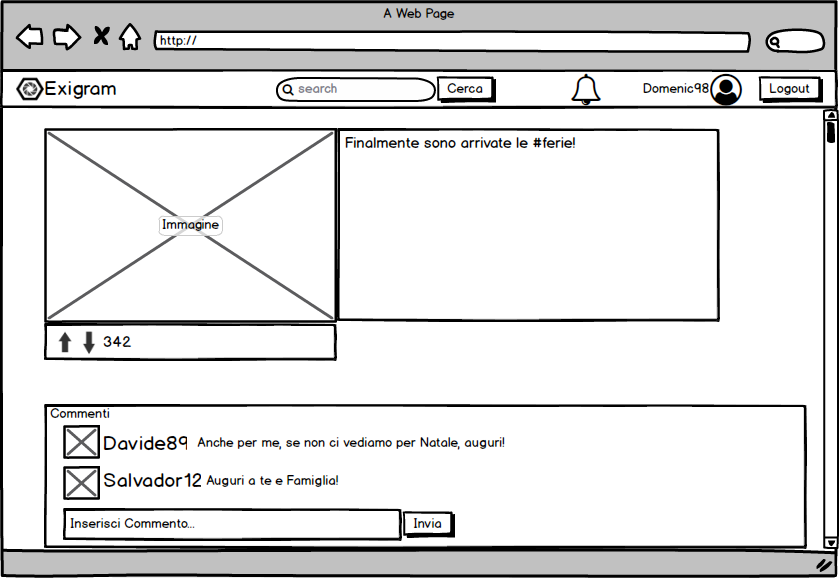 A Web Page
http://
Exigram
search
Cerca
Domenic98
Logout
Immagine
Finalmente sono arrivate le #ferie!
342
Commenti
Davide89 Anche per me, se non ci vediamo per Natale, auguri!
Salvador12 Auguri a te e Famiglia!
Inserisci Commento...
Invia